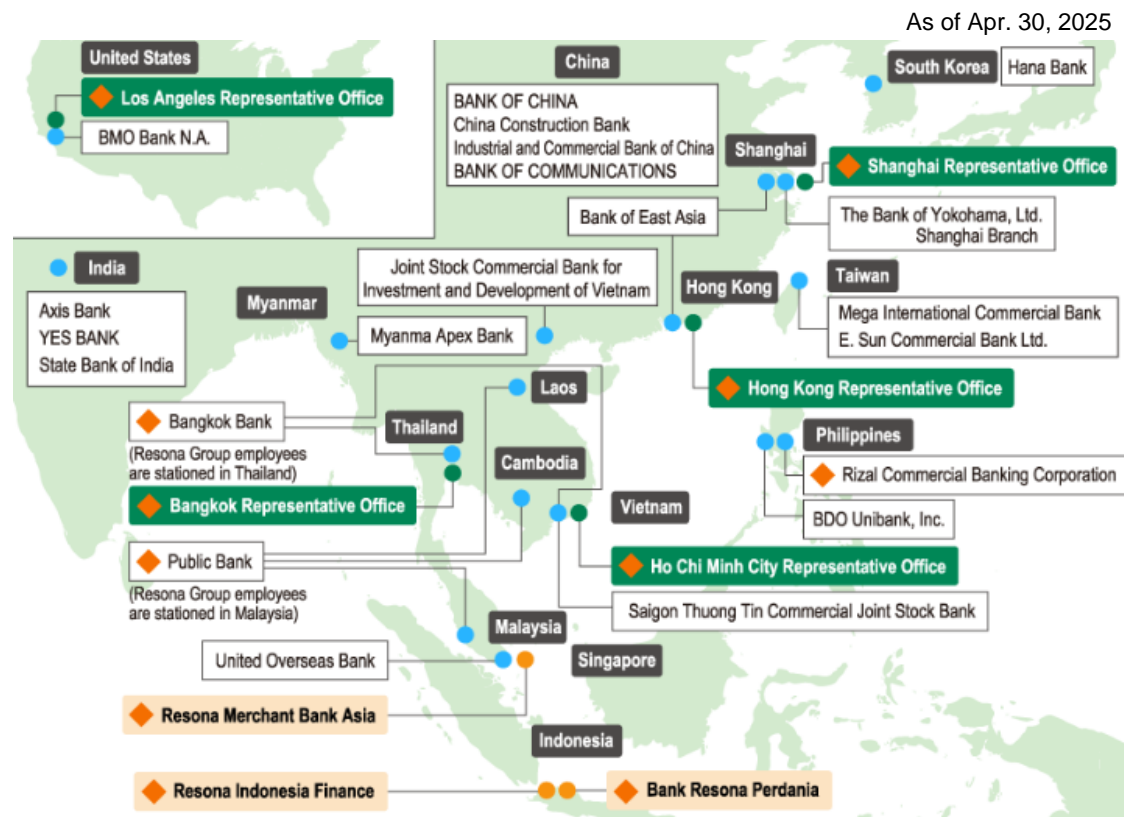 As of Apr. 30, 2025
United States
Los Angeles Representative Office
BMO Bank N.A.
China
BANK OF CHINA
China Construction Bank
Industrial and Commercial Bank of China
BANK OF COMMUNICATIONS
South Korea
Hana Bank
Shanghai
Shanghai Representative Office
Bank of East Asia
The Bank of Yokohama, Ltd.
Shanghai Branch
India
Axis Bank
YES BANK
State Bank of India
Myanmar
Joint Stock Commercial Bank for
Investment and Development of Vietnam
Myanma Apex Bank
Hong Kong
Taiwan
Mega International Commercial Bank
E. Sun Commercial Bank Ltd.
Hong Kong Representative Office
Laos
Bangkok Bank
(Resona Group employees
are stationed in Thailand)
Thailand
Bangkok Representative Office
Cambodia
Philippines
Rizal Commercial Banking Corporation
BDO Unibank, Inc.
Vietnam
Ho Chi Minh City Representative Office
Saigon Thuong Tin Commercial Joint Stock Bank
Public Bank
(Resona Group employees
are stationed in Malaysia)
Malaysia
United Overseas Bank
Singapore
Resona Merchant Bank Asia
Indonesia
Resona Indonesia Finance
Bank Resona Perdania